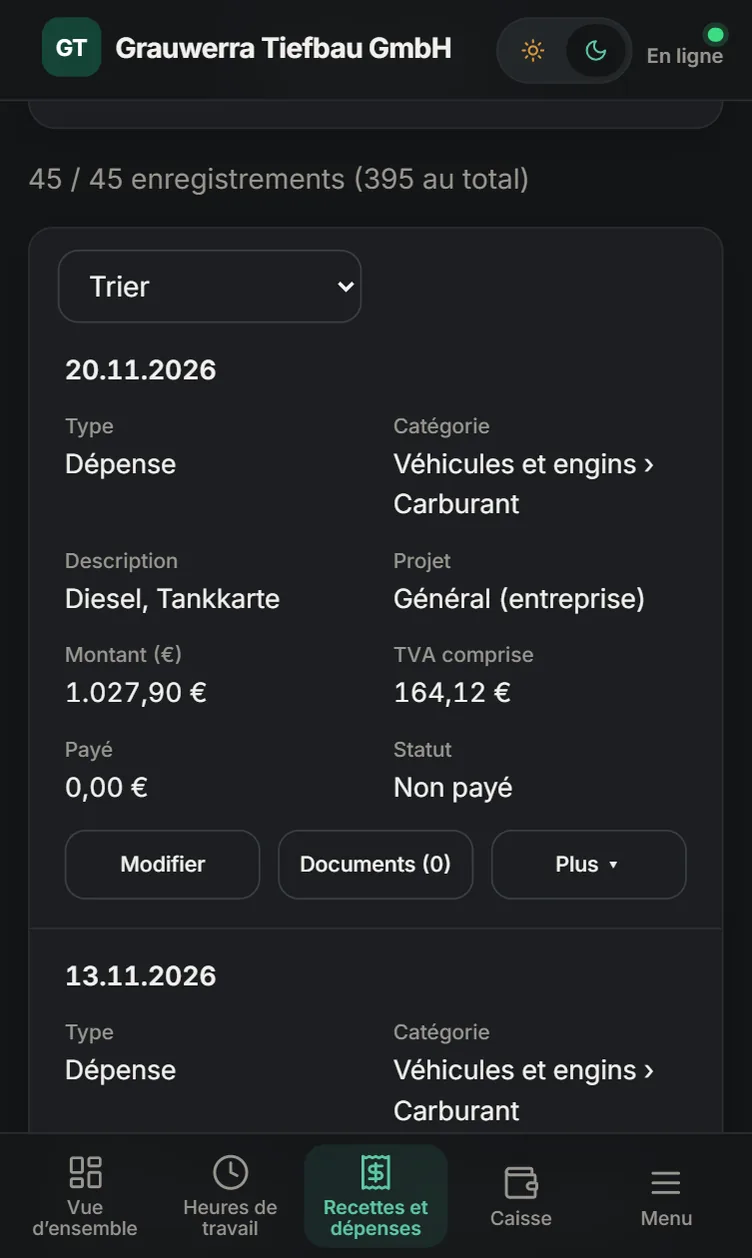 GT
Grauwerra Tiefbau GmbH
En ligne
45 / 45 enregistrements (395 au total)
Trier
20.11.2026
Type
Catégorie
Dépense
Véhicules et engins ›
Carburant
Description
Projet
Diesel, Tankkarte
Général (entreprise)
Montant (€)
TVA comprise
1.027,90 €
164,12 €
Payé
Statut
0,00 €
Non payé
Modifier
Documents (0)
Plus ▾
13.11.2026
Type
Catégorie
Dépense
Véhicules et engins ›
Carburant
Vue
d’ensemble
Heures de
travail
Recettes et
dépenses
Caisse
Menu